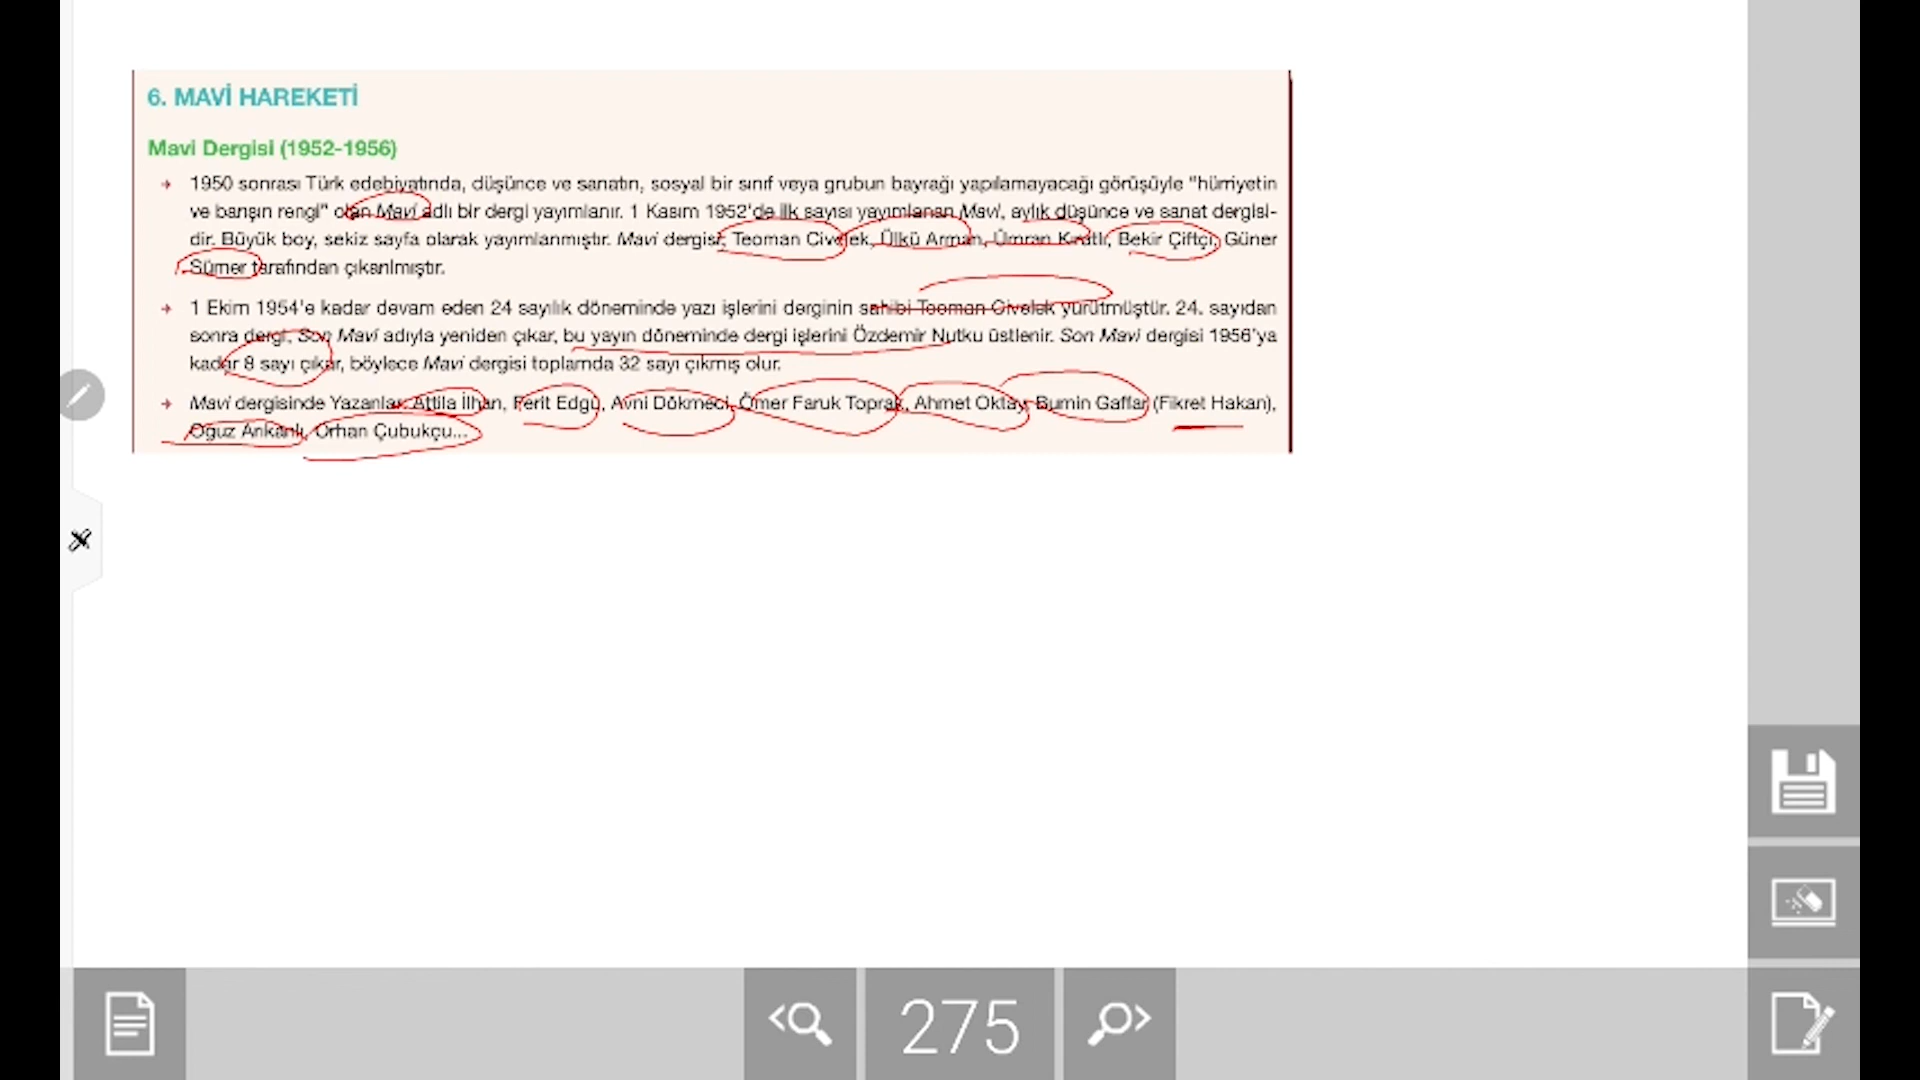 6. MAVİ HAREKETİ
Mavi Dergisi (1952-1956)
→ 1950 sonrası Türk edebiyatında, düşünce ve sanatın, sosyal bir sınıf veya grubun bayrağı yapılamayacağı görüşüyle "hürriyetin
ve barışın rengi" olan Mavi adlı bir dergi yayımlanır. 1 Kasım 1952'de ilk sayısı yayımlanan Mavi, aylık düşünce ve sanat dergisi-
dir. Büyük boy, sekiz sayfa olarak yayımlanmıştır. Mavi dergisi; Teoman Civelek, Ülkü Arman, Ümran Kıratlı, Bekir Çiftçi, Güner
Sümer tarafından çıkarılmıştır.
→ 1 Ekim 1954'e kadar devam eden 24 sayılık döneminde yazı işlerini derginin sahibi Teoman Civelek yürütmüştür. 24. sayıdan
sonra dergi, Son Mavi adıyla yeniden çıkar, bu yayın döneminde dergi işlerini Özdemir Nutku üstlenir. Son Mavi dergisi 1956'ya
kadar 8 sayı çıkar, böylece Mavi dergisi toplamda 32 sayı çıkmış olur.
→ Mavi dergisinde Yazanlar: Attila İlhan, Ferit Edgü, Avni Dökmeci, Ömer Faruk Toprak, Ahmet Oktay, Bumin Gaffar (Fikret Hakan),
Oğuz Arıkanlı, Orhan Çubukçu...
275